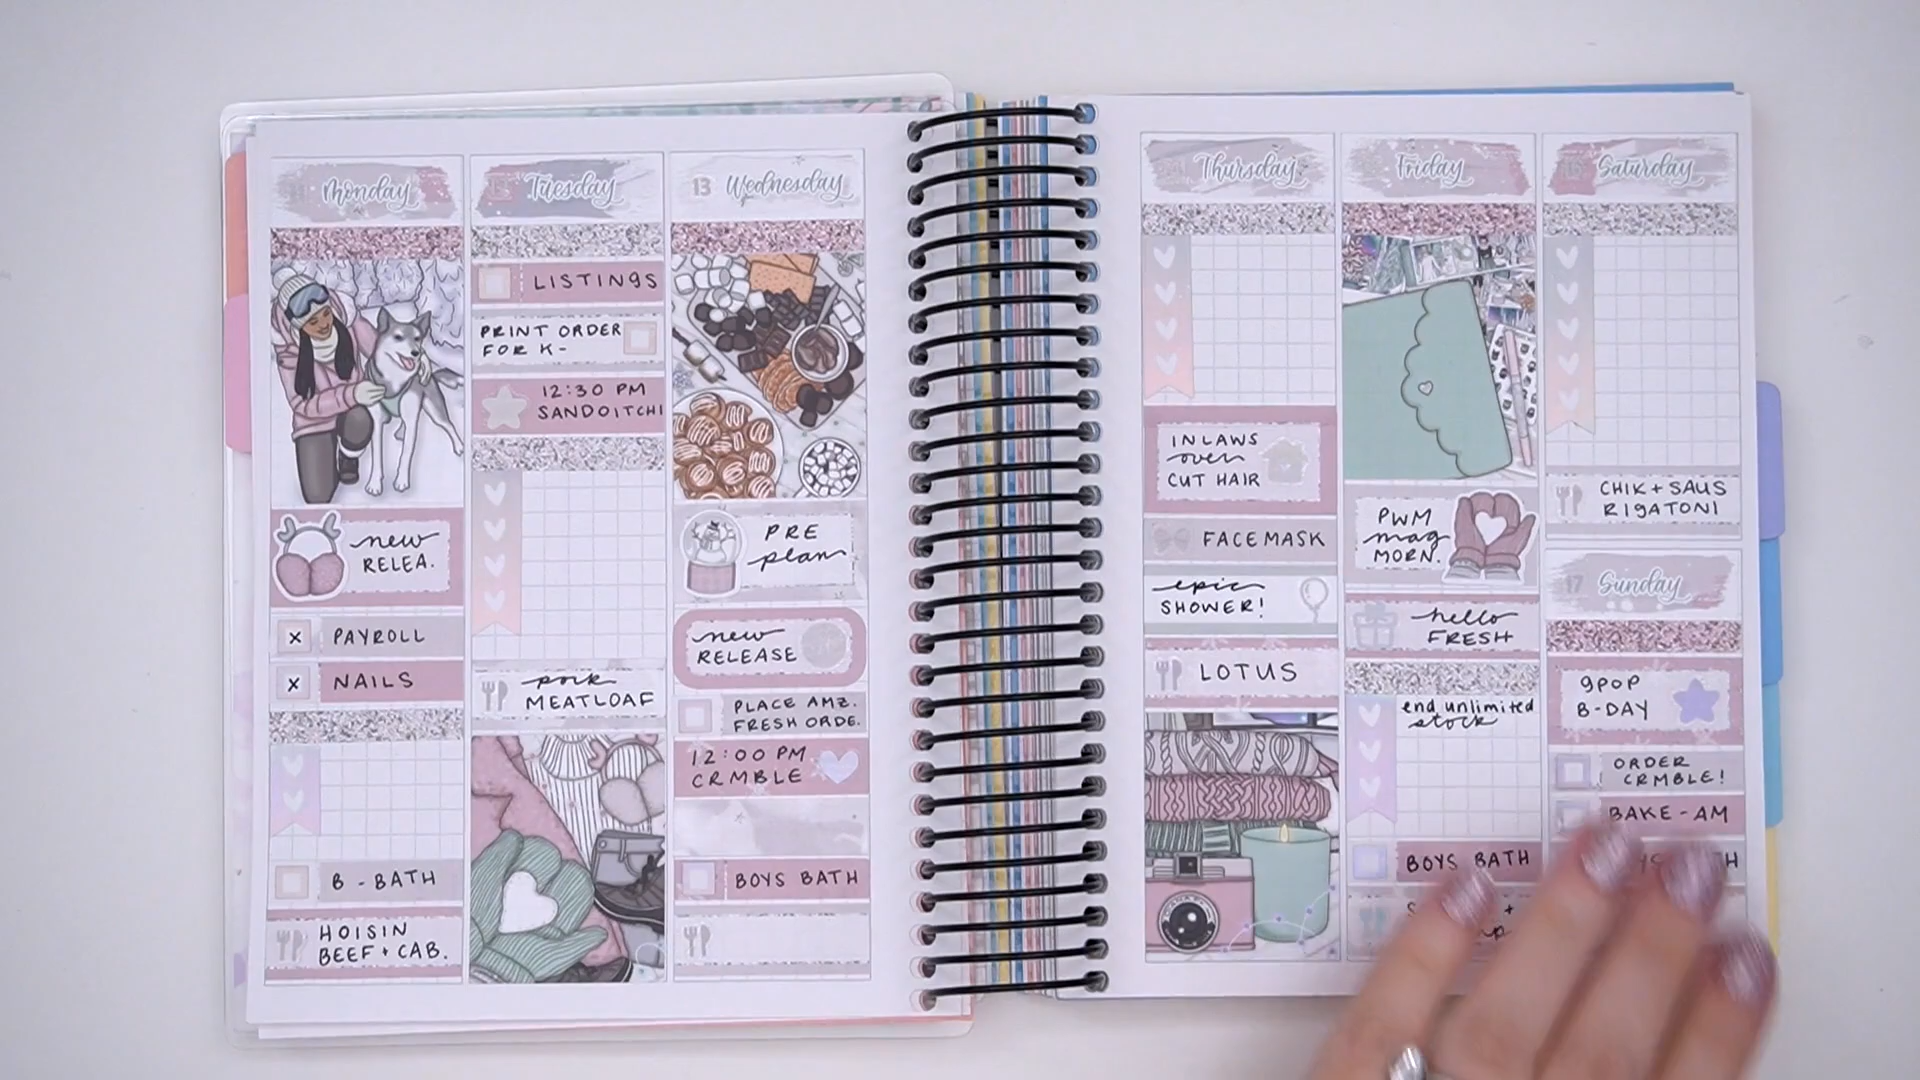 Monday
new
RELEA.
X PAYROLL
X NAILS
B - BATH
HOISIN
BEEF + CAB.
Tuesday
LISTINGS
PRINT ORDER
FOR K-
12:30 PM
SANDOITCHI
pork
MEATLOAF
13 Wednesday
PRE
plan
new
RELEASE
PLACE AMZ.
FRESH ORDE.
12:00 PM
CRMBLE
BOYS BATH
Thursday
INLAWS
over
CUT HAIR
FACEMASK
epic
SHOWER!
LOTUS
Friday
PWM
mag
MORN.
hello
FRESH
end unlimited
stock
BOYS BATH
Saturday
CHIK + SAUS
RIGATONI
17 Sunday
GPOP
B-DAY
ORDER
CRMBLE!
BAKE - AM